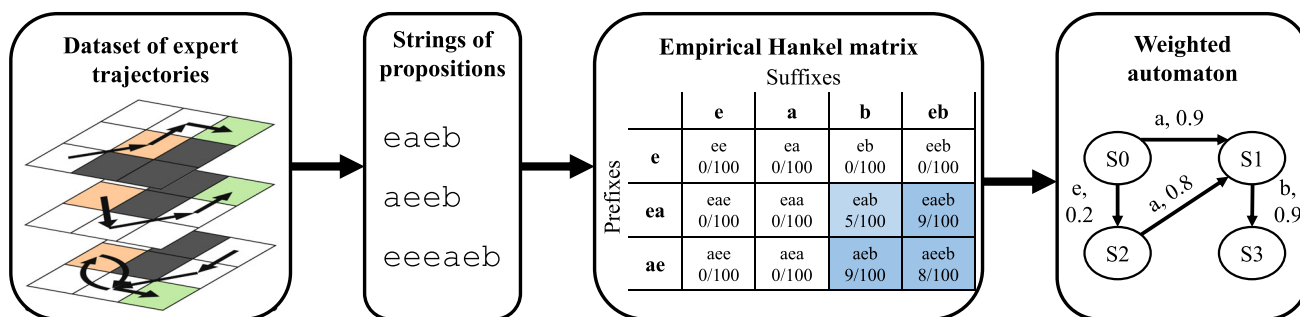 Dataset of expert
trajectories
Strings of
propositions
eaeb
aeeb
eeeaeb
Empirical Hankel matrix
Suffixes
Prefixes
e a b eb
e ee ea eb eeb
0/100 0/100 0/100 0/100
ea eae eaa eab eaeb
0/100 0/100 5/100 9/100
ae aee aea aeb aeeb
0/100 0/100 9/100 8/100
Weighted
automaton
a, 0.9
S0 S1
e,
0.2
a, 0.8
b,
0.9
S2 S3